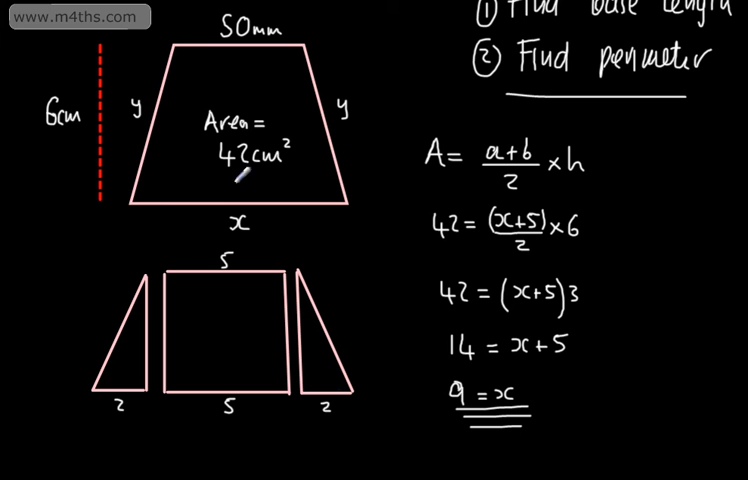 www.m4ths.com
① Find base length
② Find perimeter
50mm
6cm
y
y
Area =
42cm²
x
5
2
5
2
A = a+b/2 × h
42 = (x+5)/2 × 6
42 = (x+5)3
14 = x+5
9 = x